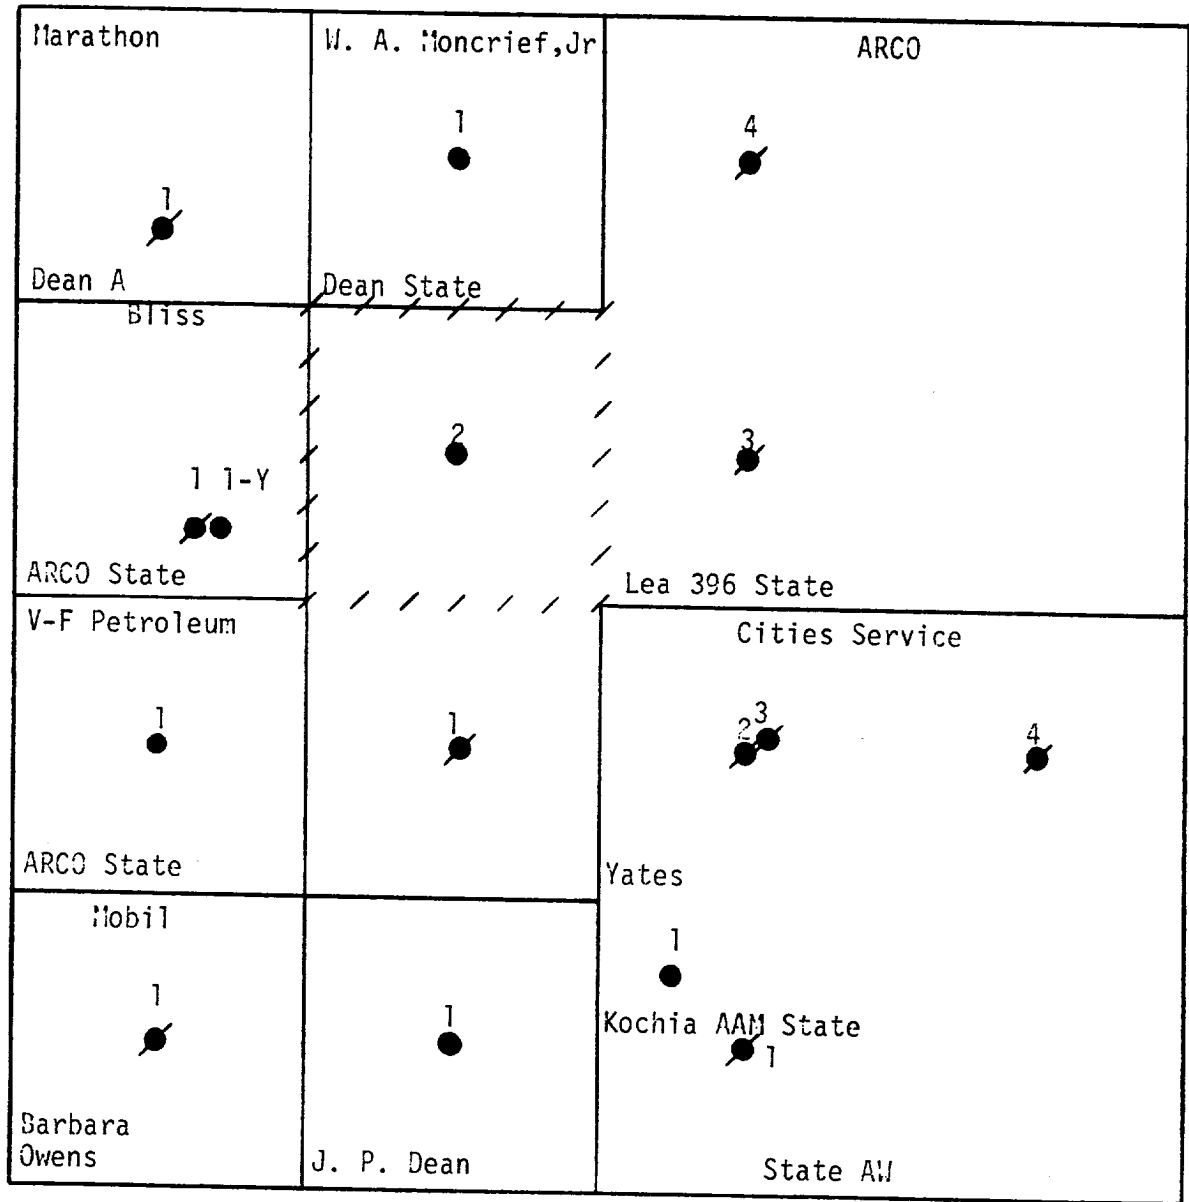 Marathon
1
Dean A
W. A. Moncrief,Jr
1
Dean State
ARCO
4
3
Lea 396 State
Bliss
1 1-Y
ARCO State
2
V-F Petroleum
1
ARCO State
1
Cities Service
2 3
4
Yates
1
Kochia AAM State
1
State AW
Mobil
1
Barbara
Owens
1
J. P. Dean